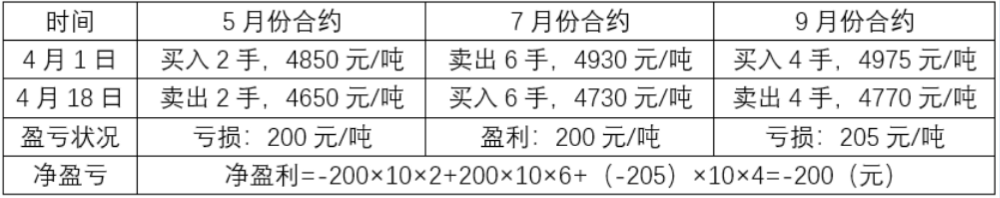 时间 5 月份合约 7 月份合约 9 月份合约
4 月 1 日 买入 2 手，4850 元/吨 卖出 6 手，4930 元/吨 买入 4 手，4975 元/吨
4 月 18 日 卖出 2 手，4650 元/吨 买入 6 手，4730 元/吨 卖出 4 手，4770 元/吨
盈亏状况 亏损：200 元/吨 盈利：200 元/吨 亏损：205 元/吨
净盈亏 净盈利=-200×10×2+200×10×6+（-205）×10×4=-200（元）